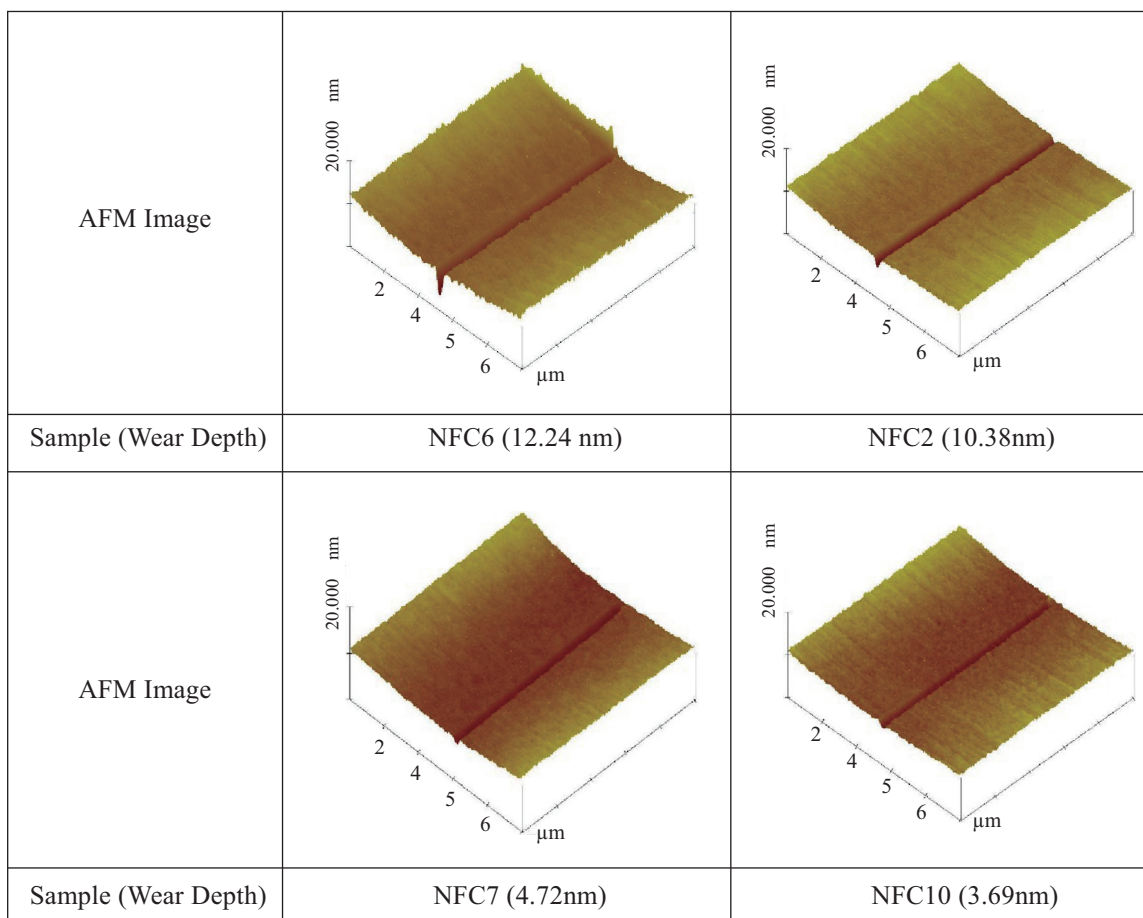 nm
20.000
2
4
5
6
µm
nm
20.000
2
4
5
6
µm
AFM Image
Sample (Wear Depth)
NFC6 (12.24 nm)
NFC2 (10.38nm)
nm
20.000
2
4
5
6
µm
nm
20.000
2
4
5
6
µm
AFM Image
Sample (Wear Depth)
NFC7 (4.72nm)
NFC10 (3.69nm)